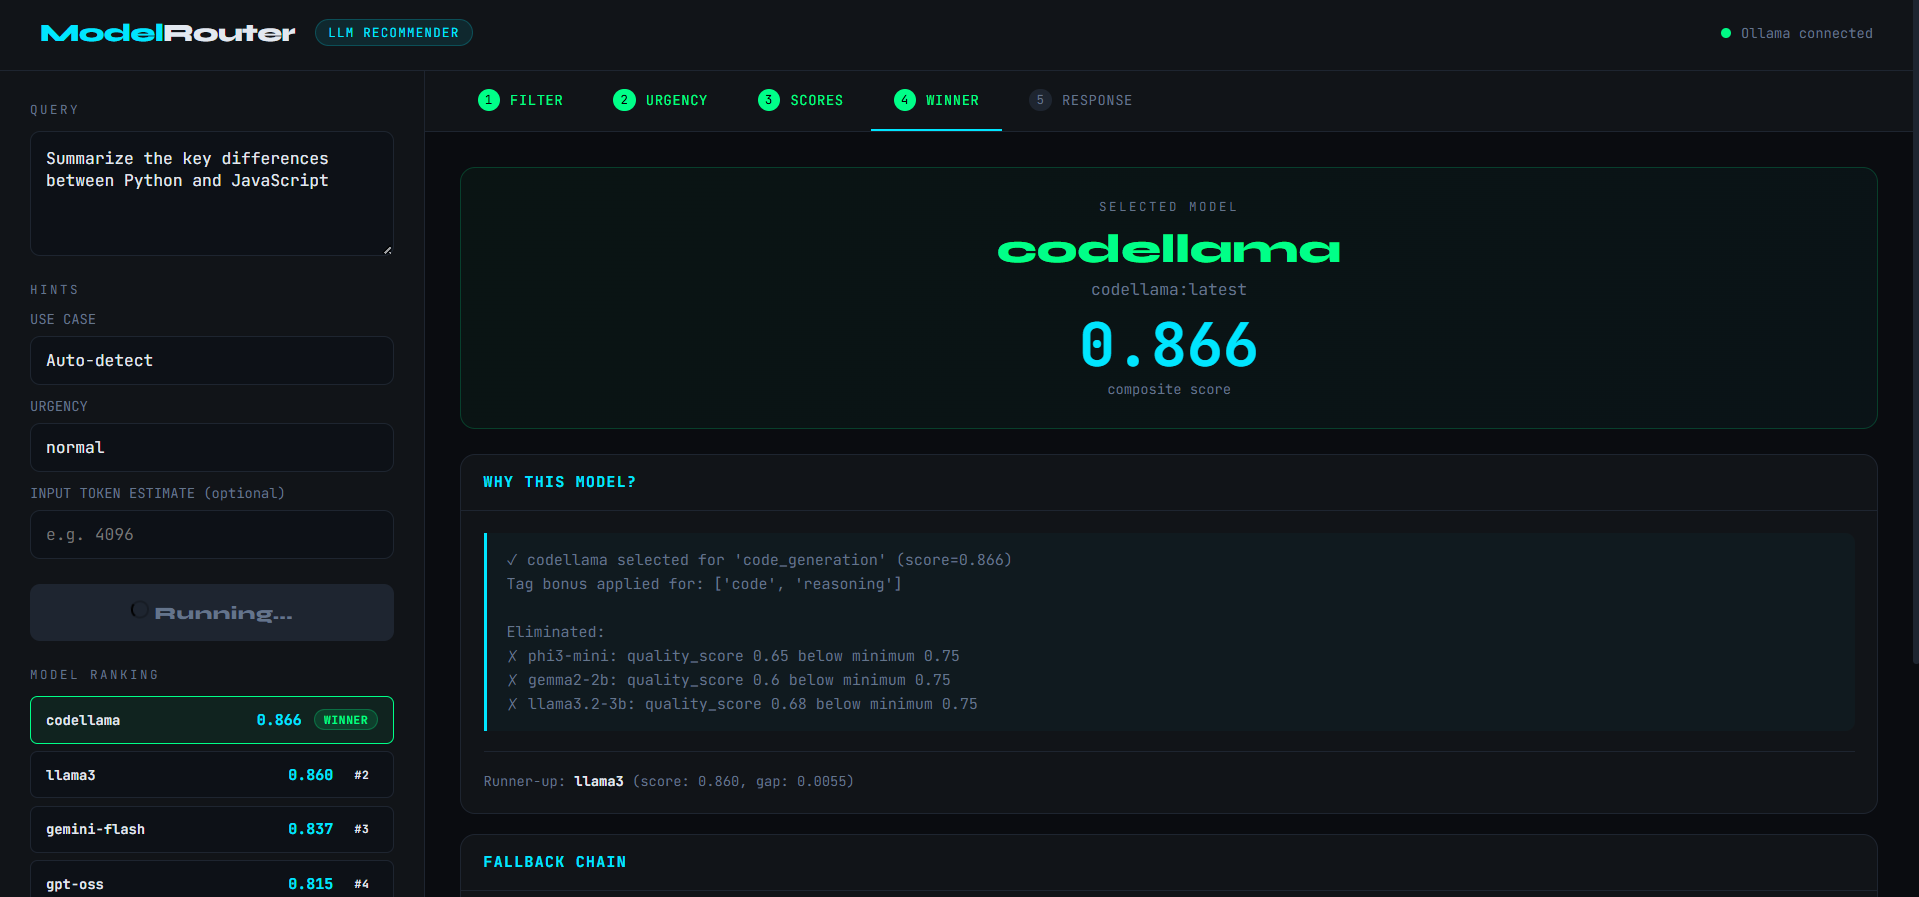 ModelRouter
LLM RECOMMENDER
Ollama connected
QUERY
Summarize the key differences
between Python and JavaScript
HINTS
USE CASE
Auto-detect
URGENCY
normal
INPUT TOKEN ESTIMATE (optional)
e.g. 4096
Running...
MODEL RANKING
codellama 0.866 WINNER
llama3 0.860 #2
gemini-flash 0.837 #3
gpt-oss 0.815 #4
1 FILTER 2 URGENCY 3 SCORES 4 WINNER 5 RESPONSE
SELECTED MODEL
codellama
codellama:latest
0.866
composite score
WHY THIS MODEL?
✓ codellama selected for 'code_generation' (score=0.866)
Tag bonus applied for: ['code', 'reasoning']
Eliminated:
✗ phi3-mini: quality_score 0.65 below minimum 0.75
✗ gemma2-2b: quality_score 0.6 below minimum 0.75
✗ llama3.2-3b: quality_score 0.68 below minimum 0.75
Runner-up: llama3 (score: 0.860, gap: 0.0055)
FALLBACK CHAIN